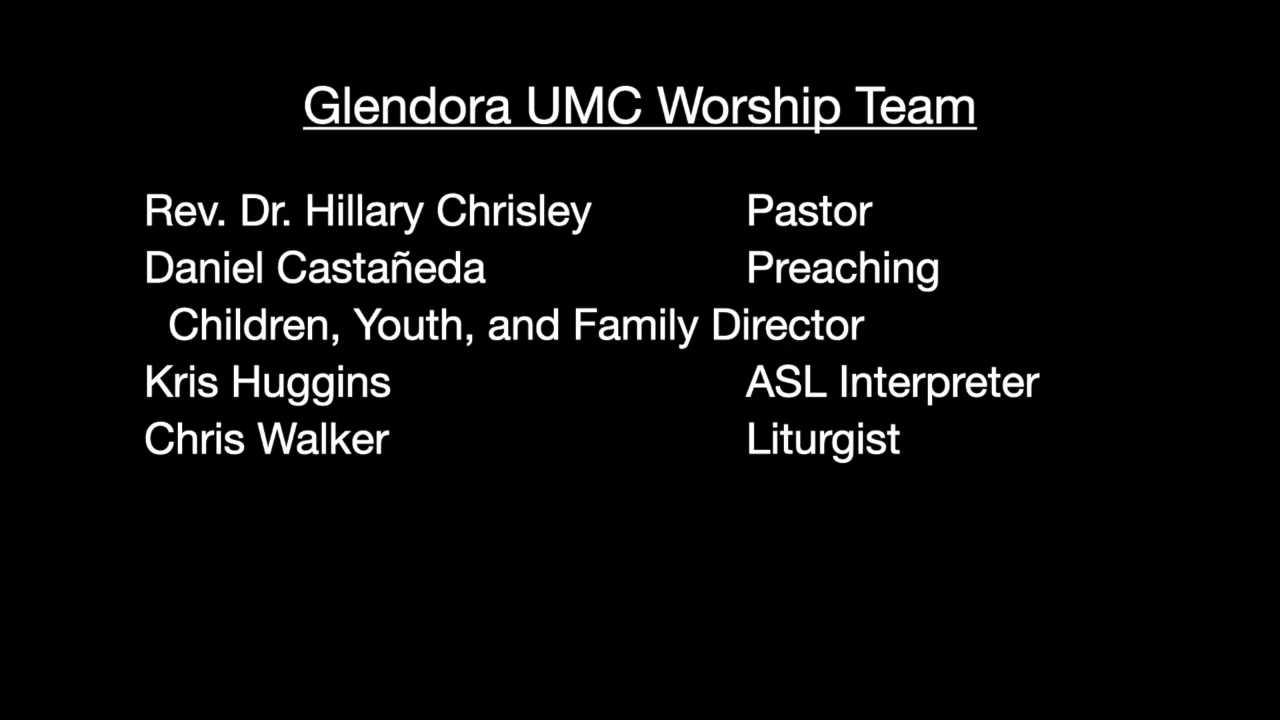 Glendora UMC Worship Team
Rev. Dr. Hillary Chrisley Pastor
Daniel Castañeda Preaching
Children, Youth, and Family Director
Kris Huggins ASL Interpreter
Chris Walker Liturgist